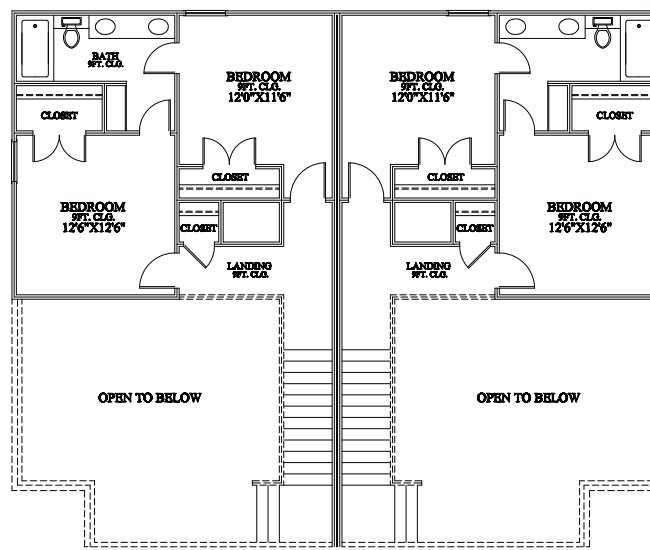 BATH
9FT. CLG.
BEDROOM
9FT. CLG.
12'0"X11'6"
BEDROOM
9FT. CLG.
12'0"X11'6"
CLOSET
CLOSET
CLOSET
CLOSET
BEDROOM
9FT. CLG.
12'6"X12'6"
BEDROOM
9FT. CLG.
12'6"X12'6"
CLOSET
CLOSET
LANDING
9FT. CLG.
LANDING
9FT. CLG.
OPEN TO BELOW
OPEN TO BELOW